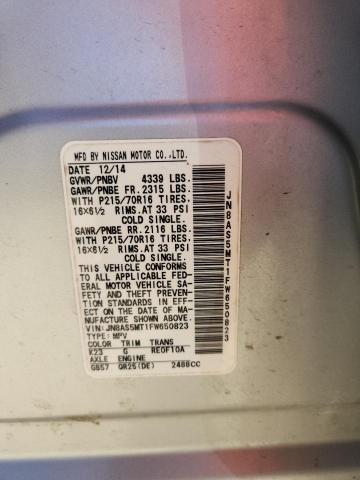 MFG BY NISSAN MOTOR CO.,LTD.
DATE 12/14
GVWR/PNBV 4339 LBS.
GAWR/PNBE FR. 2315 LBS.
WITH P215/70R16 TIRES,
16X6½ RIMS.AT 33 PSI
COLD SINGLE.
GAWR/PNBE RR. 2116 LBS.
WITH P215/70R16 TIRES,
16X6½ RIMS.AT 33 PSI
COLD SINGLE.
THIS VEHICLE CONFORMS
TO ALL APPLICABLE FED-
ERAL MOTOR VEHICLE SA-
FETY AND THEFT PREVEN-
TION STANDARDS IN EFF-
ECT ON THE DATE OF MA-
NUFACTURE SHOWN ABOVE.
VIN:JN8AS5MT1FW650823
TYPE:MPV
COLOR TRIM TRANS
K23 G RE0F10A
AXLE ENGINE
GB57 QR25(DE) 2488CC
JN8AS5MT1FW650823